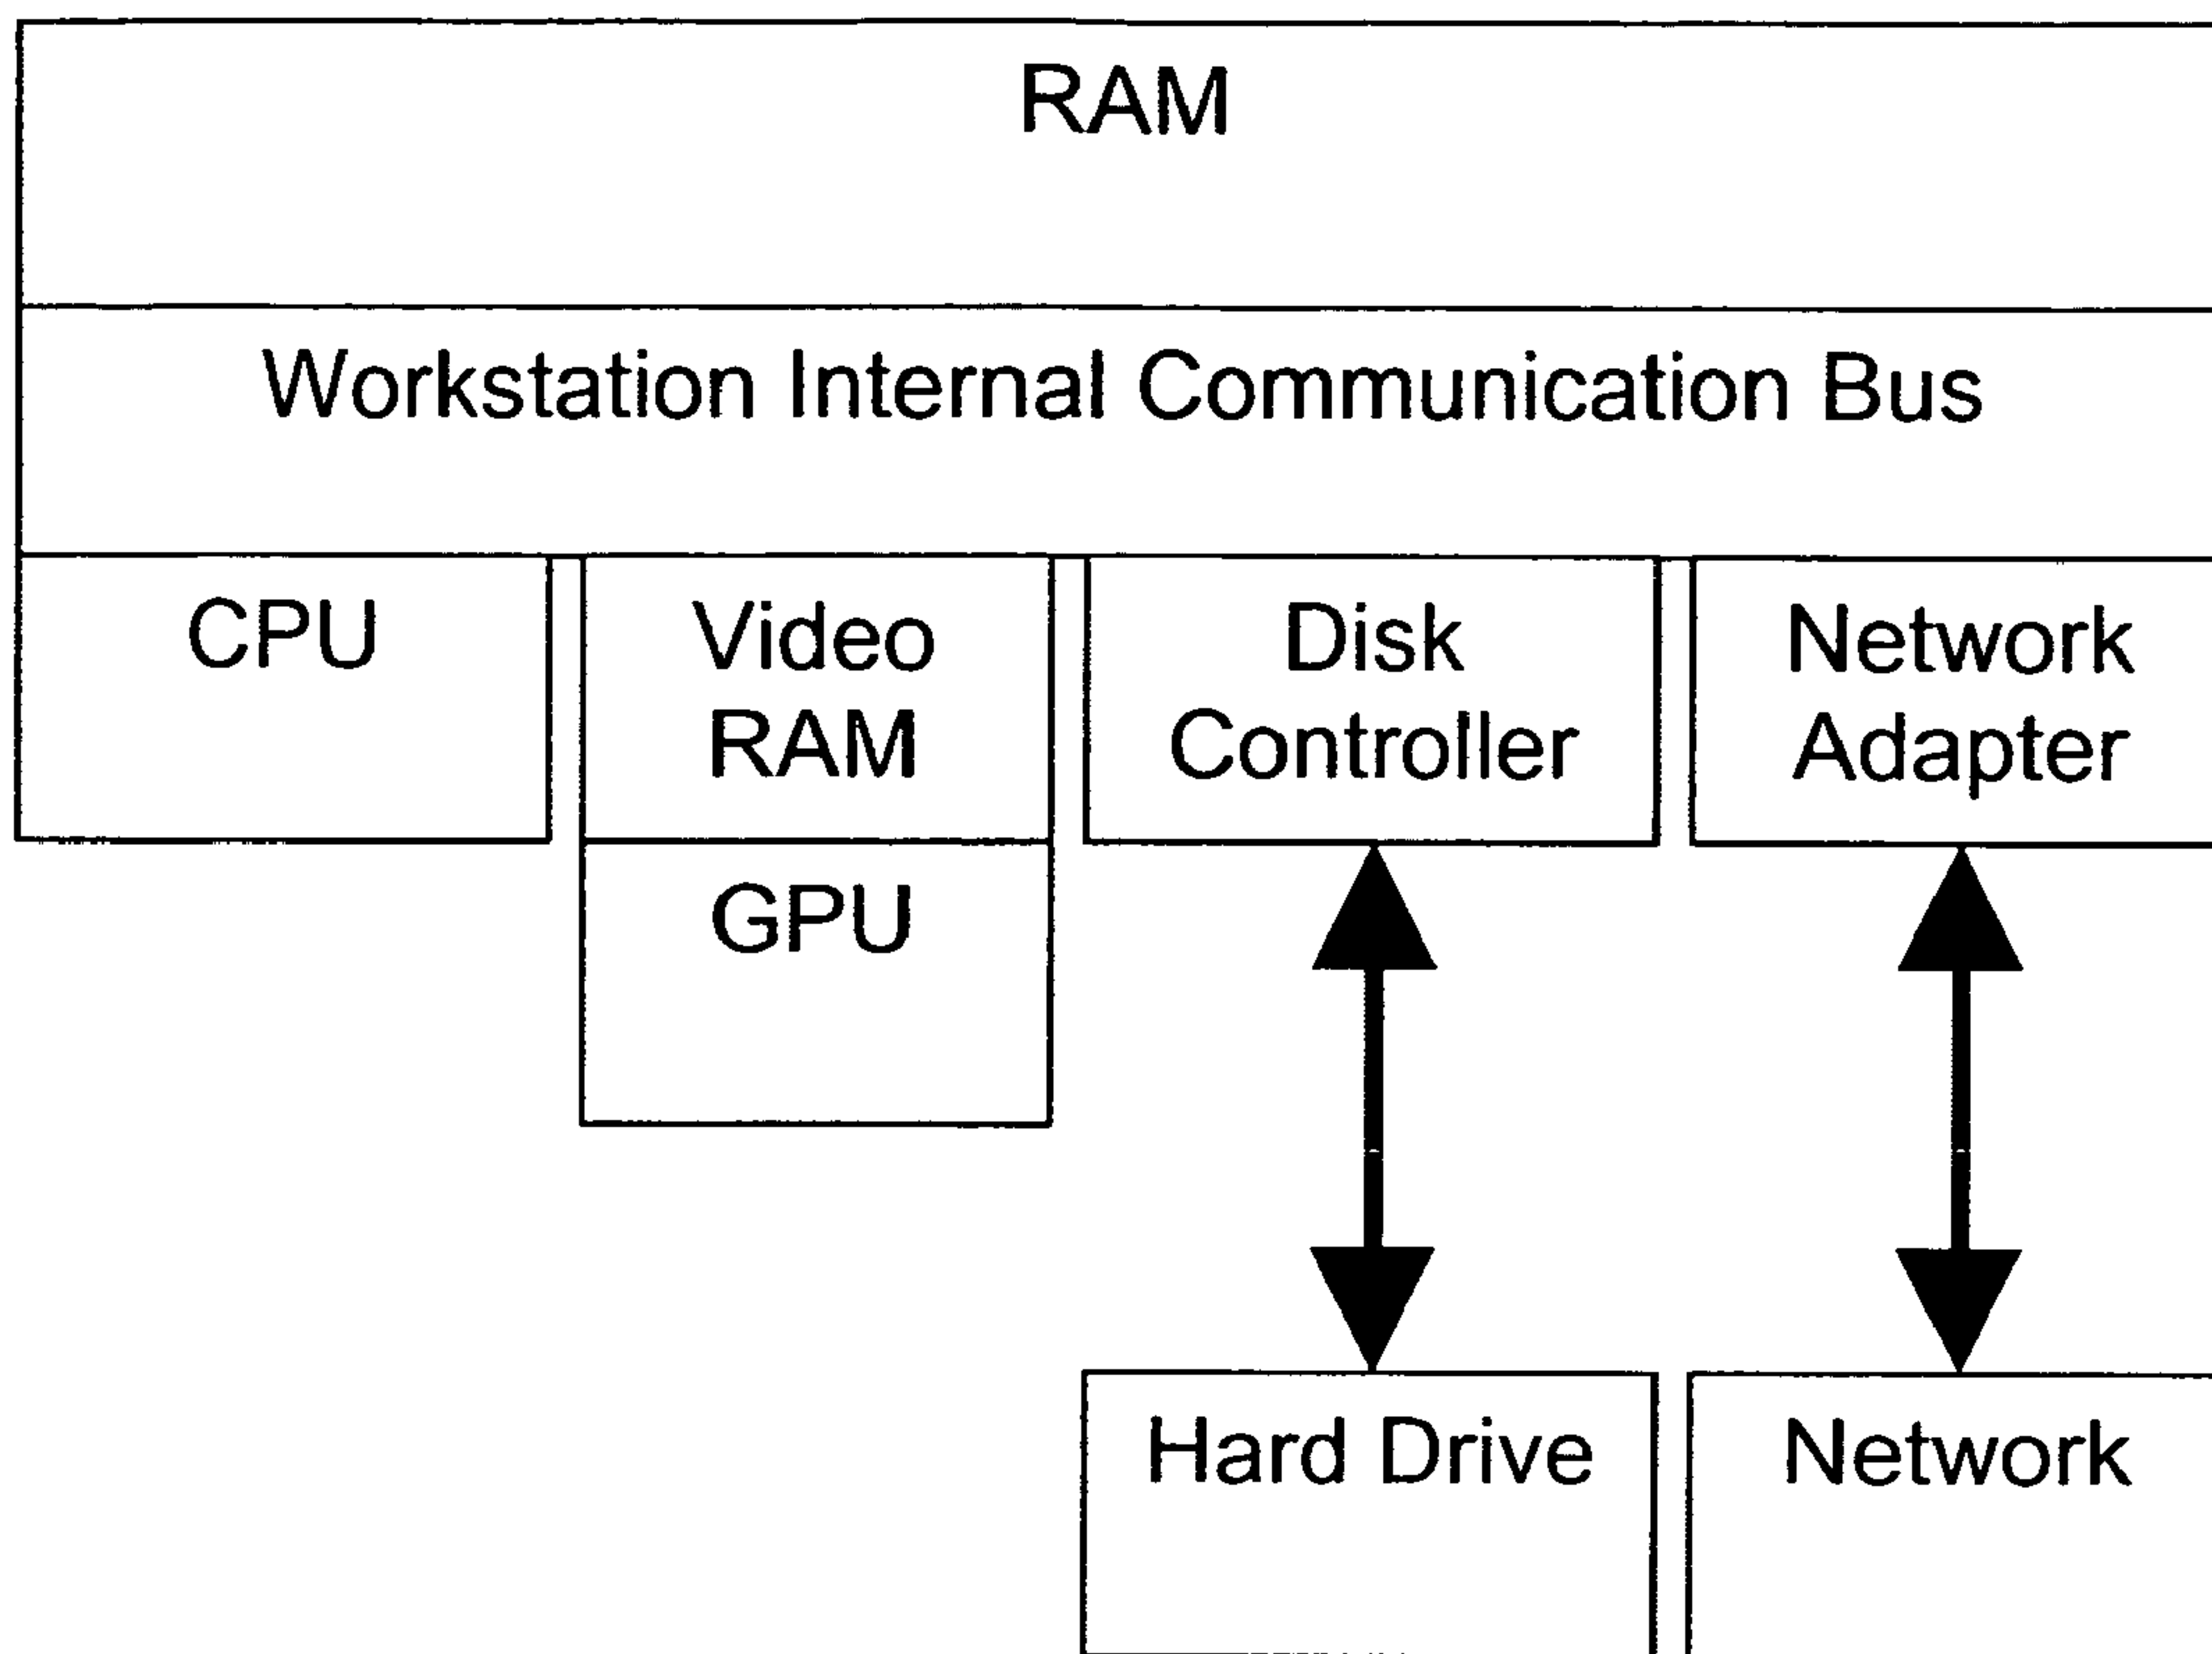 RAM
Workstation Internal Communication Bus
CPU
Video
RAM
Disk
Controller
Network
Adapter
GPU
Hard Drive
Network